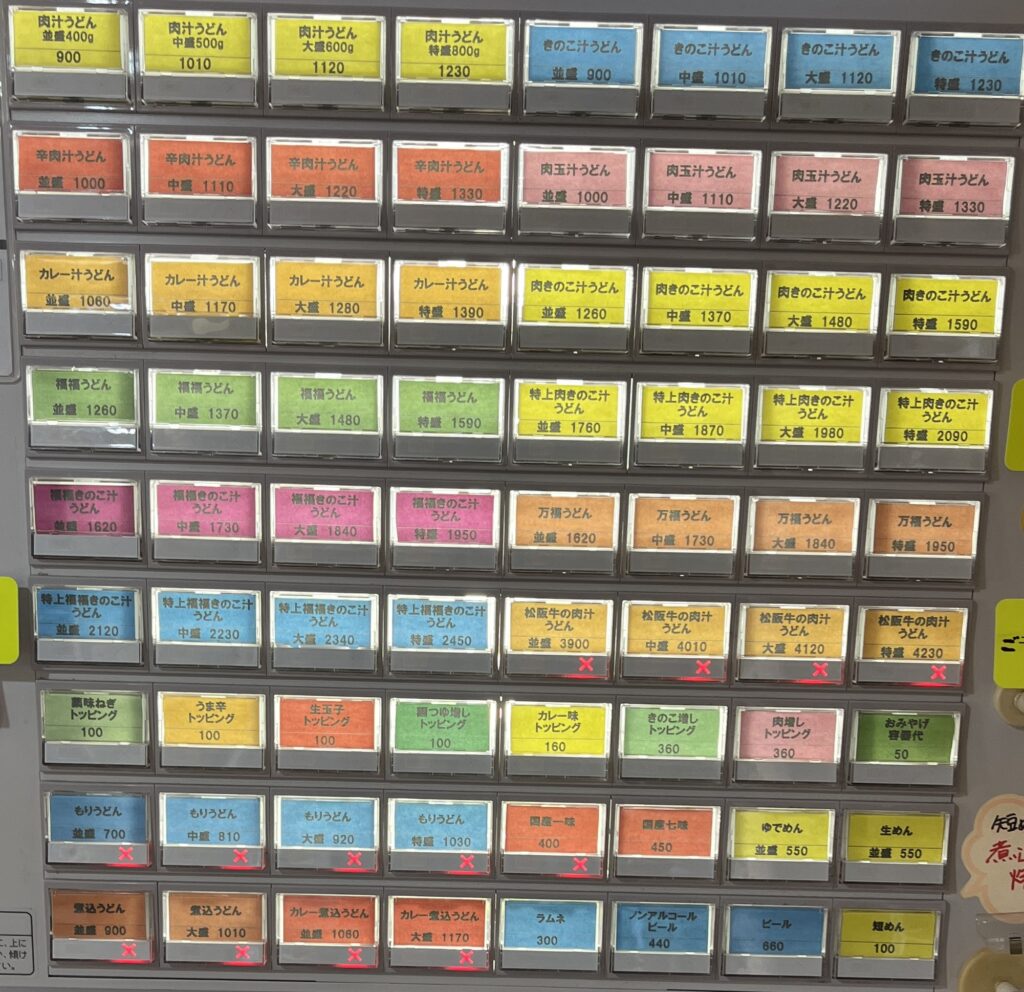 肉汁うどん
並盛400g
900
肉汁うどん
中盛500g
1010
肉汁うどん
大盛600g
1120
肉汁うどん
特盛800g
1230
きのこ汁うどん
並盛 900
きのこ汁うどん
中盛 1010
きのこ汁うどん
大盛 1120
きのこ汁うどん
特盛 1230
辛肉汁うどん
並盛 1000
辛肉汁うどん
中盛 1110
辛肉汁うどん
大盛 1220
辛肉汁うどん
特盛 1330
肉玉汁うどん
並盛 1000
肉玉汁うどん
中盛 1110
肉玉汁うどん
大盛 1220
肉玉汁うどん
特盛 1330
カレー汁うどん
並盛 1060
カレー汁うどん
中盛 1170
カレー汁うどん
大盛 1280
カレー汁うどん
特盛 1390
肉きのこ汁うどん
並盛 1260
肉きのこ汁うどん
中盛 1370
肉きのこ汁うどん
大盛 1480
肉きのこ汁うどん
特盛 1590
福福うどん
並盛 1260
福福うどん
中盛 1370
福福うどん
大盛 1480
福福うどん
特盛 1590
特上肉きのこ汁
うどん
並盛 1760
特上肉きのこ汁
うどん
中盛 1870
特上肉きのこ汁
うどん
大盛 1980
特上肉きのこ汁
うどん
特盛 2090
福福きのこ汁
うどん
並盛 1620
福福きのこ汁
うどん
中盛 1730
福福きのこ汁
うどん
大盛 1840
福福きのこ汁
うどん
特盛 1950
万福うどん
並盛 1620
万福うどん
中盛 1730
万福うどん
大盛 1840
万福うどん
特盛 1950
特上福福きのこ汁
うどん
並盛 2120
特上福福きのこ汁
うどん
中盛 2230
特上福福きのこ汁
うどん
大盛 2340
特上福福きのこ汁
うどん
特盛 2450
松阪牛の肉汁
うどん
並盛 3900
松阪牛の肉汁
うどん
中盛 4010
松阪牛の肉汁
うどん
大盛 4120
松阪牛の肉汁
うどん
特盛 4230
薬味ねぎ
トッピング
100
うま辛
トッピング
100
生玉子
トッピング
100
麺つゆ増し
トッピング
100
カレー味
トッピング
160
きのこ増し
トッピング
360
肉増し
トッピング
360
おみやげ
容器代
50
もりうどん
並盛 700
もりうどん
中盛 810
もりうどん
大盛 920
もりうどん
特盛 1030
国産一味
400
国産七味
450
ゆでめん
並盛 550
生めん
並盛 550
煮込うどん
並盛 900
煮込うどん
大盛 1010
カレー煮込うどん
並盛 1060
カレー煮込うどん
大盛 1170
ラムネ
300
ノンアルコール
ビール
440
ビール
660
短めん
100